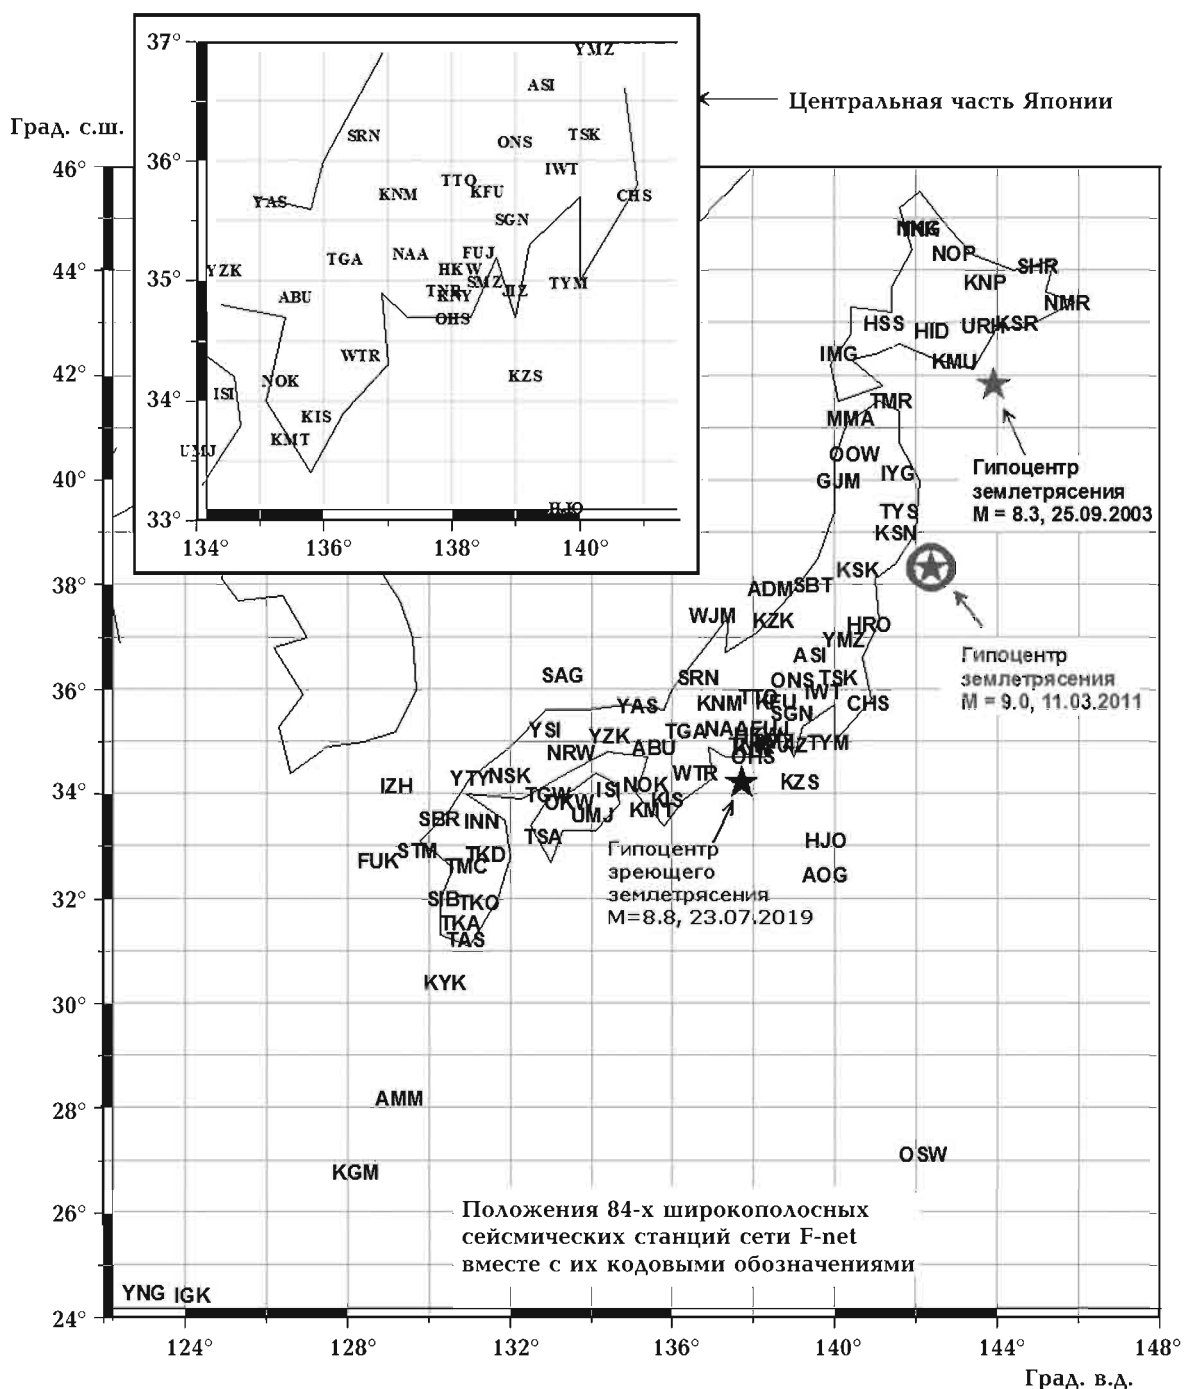 37°
YMZ
ASI
Центральная часть Японии
Град. с.ш.
SRN
ONS
TSK
36°
IWT
46°
TTO
KNM
KFU
CHS
YAS
SGN
NAA
FUJ
TGA
HKW
44°
YZK
35°
SMZ
TYM
TNR
KNY
JIZ
ABU
OHS
WTR
KZS
NOK
ISI
34°
KIS
KMT
UMJ
HJO
33°
134°
136°
138°
140°
NOP
SHR
KNP
NMR
HSS
HID
URH
KSR
IMG
KMU
42°
TMR
MMA
OOW
IYG
GJM
40°
Гипоцентр
землетрясения
M = 8.3, 25.09.2003
TYS
KSN
KSK
38°
ADM
SBT
WJM
KZK
HRO
YMZ
ASI
Гипоцентр
землетрясения
M = 9.0, 11.03.2011
SAG
SRN
ONS
TSK
36°
TTO
IWT
YAS
KNM
KFU
CHS
SGN
YSI
YZK
TGA
NAA
FUJ
NRW
ABU
JIZ
TYM
OHS
YTY
NSK
WTR
IZH
NOK
ISI
KZS
34°
TGW
OKW
KIS
KMT
UMJ
SBR
INN
TSA
HJO
STM
FUK
TKD
TMC
AOG
Гипоцентр
зреющего
землетрясения
M=8.8, 23.07.2019
32°
SIB
TKO
TKA
TAS
KYK
30°
AMM
28°
OSW
KGM
26°
Положения 84-х широкополосных
сейсмических станций сети F-net
вместе с их кодовыми обозначениями
YNG
IGK
24°
124°
128°
132°
136°
140°
144°
148°
Град. в.д.